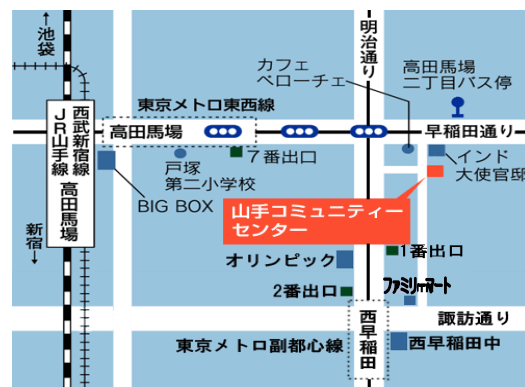 ↑
池袋
明治通り
カフェ
ベローチェ
高田馬場
二丁目バス停
東京メトロ東西線
西武新宿線
JR山手線
高田馬場
高田馬場
早稲田通り
7番出口
戸塚
第二小学校
インド
大使官邸
BIG BOX
山手コミュニティー
センター
新宿
↓
オリンピック
1番出口
2番出口
ファミリーマート
西早稲田
諏訪通り
東京メトロ副都心線
西早稲田中